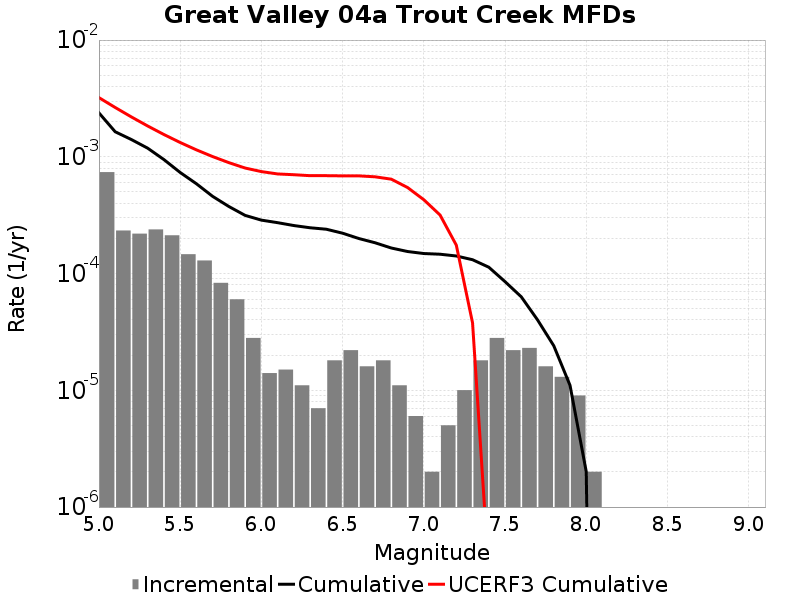 Great Valley 04a Trout Creek MFDs
10-2
10-3
10-4
10-5
10-6
Rate (1/yr)
5.0 5.5 6.0 6.5 7.0 7.5 8.0 8.5 9.0
Magnitude
Incremental Cumulative UCERF3 Cumulative